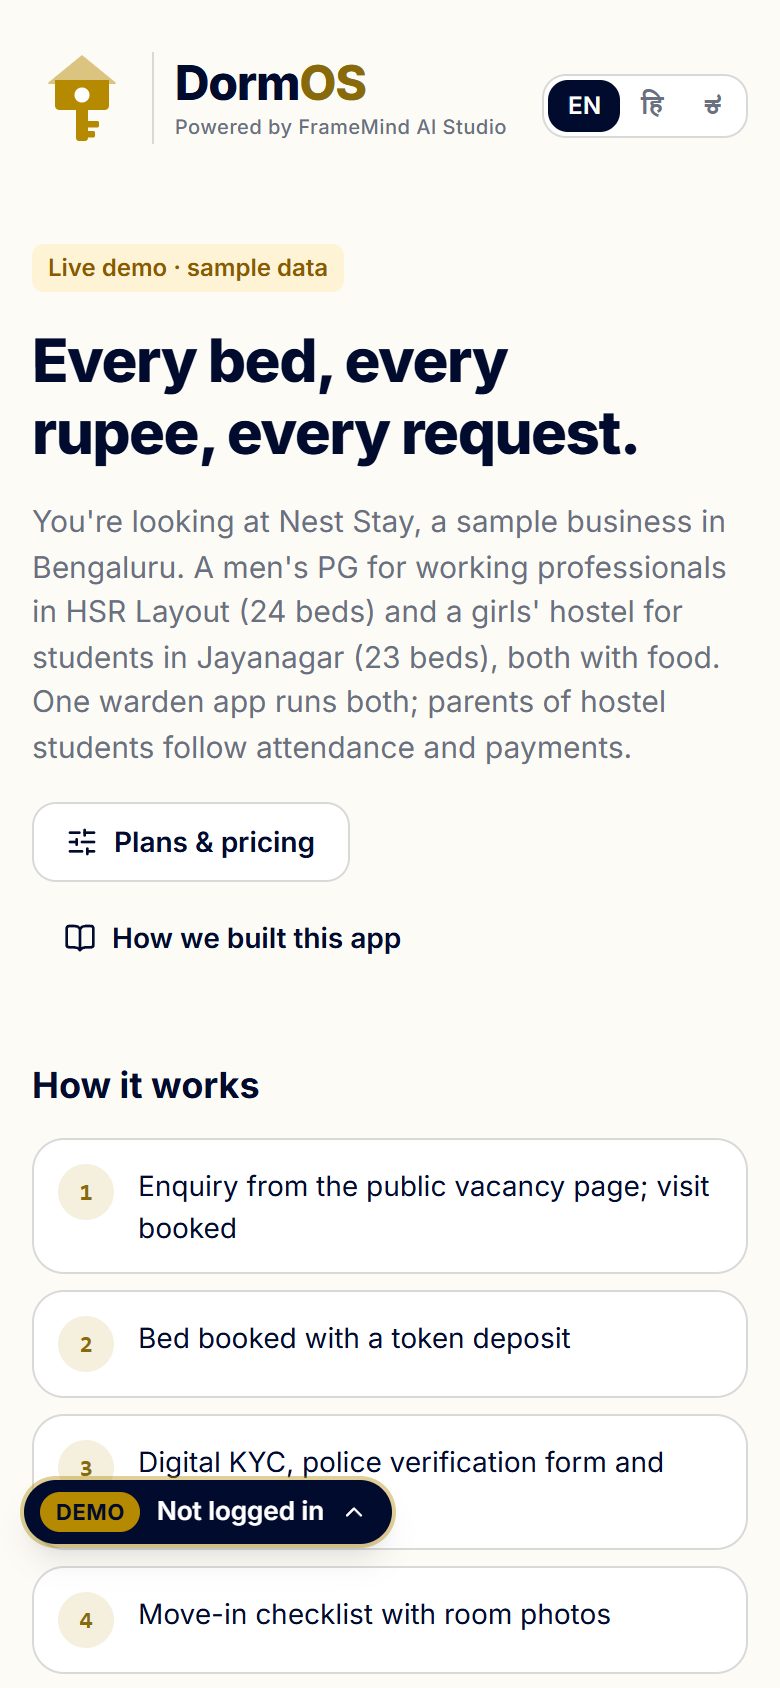 DormOS
Powered by FrameMind AI Studio
EN हि ಕ
Live demo · sample data
Every bed, every
rupee, every request.
You're looking at Nest Stay, a sample business in
Bengaluru. A men's PG for working professionals
in HSR Layout (24 beds) and a girls' hostel for
students in Jayanagar (23 beds), both with food.
One warden app runs both; parents of hostel
students follow attendance and payments.
Plans & pricing
How we built this app
How it works
1 Enquiry from the public vacancy page; visit
booked
2 Bed booked with a token deposit
3 Digital KYC, police verification form and
DEMO Not logged in
4 Move-in checklist with room photos